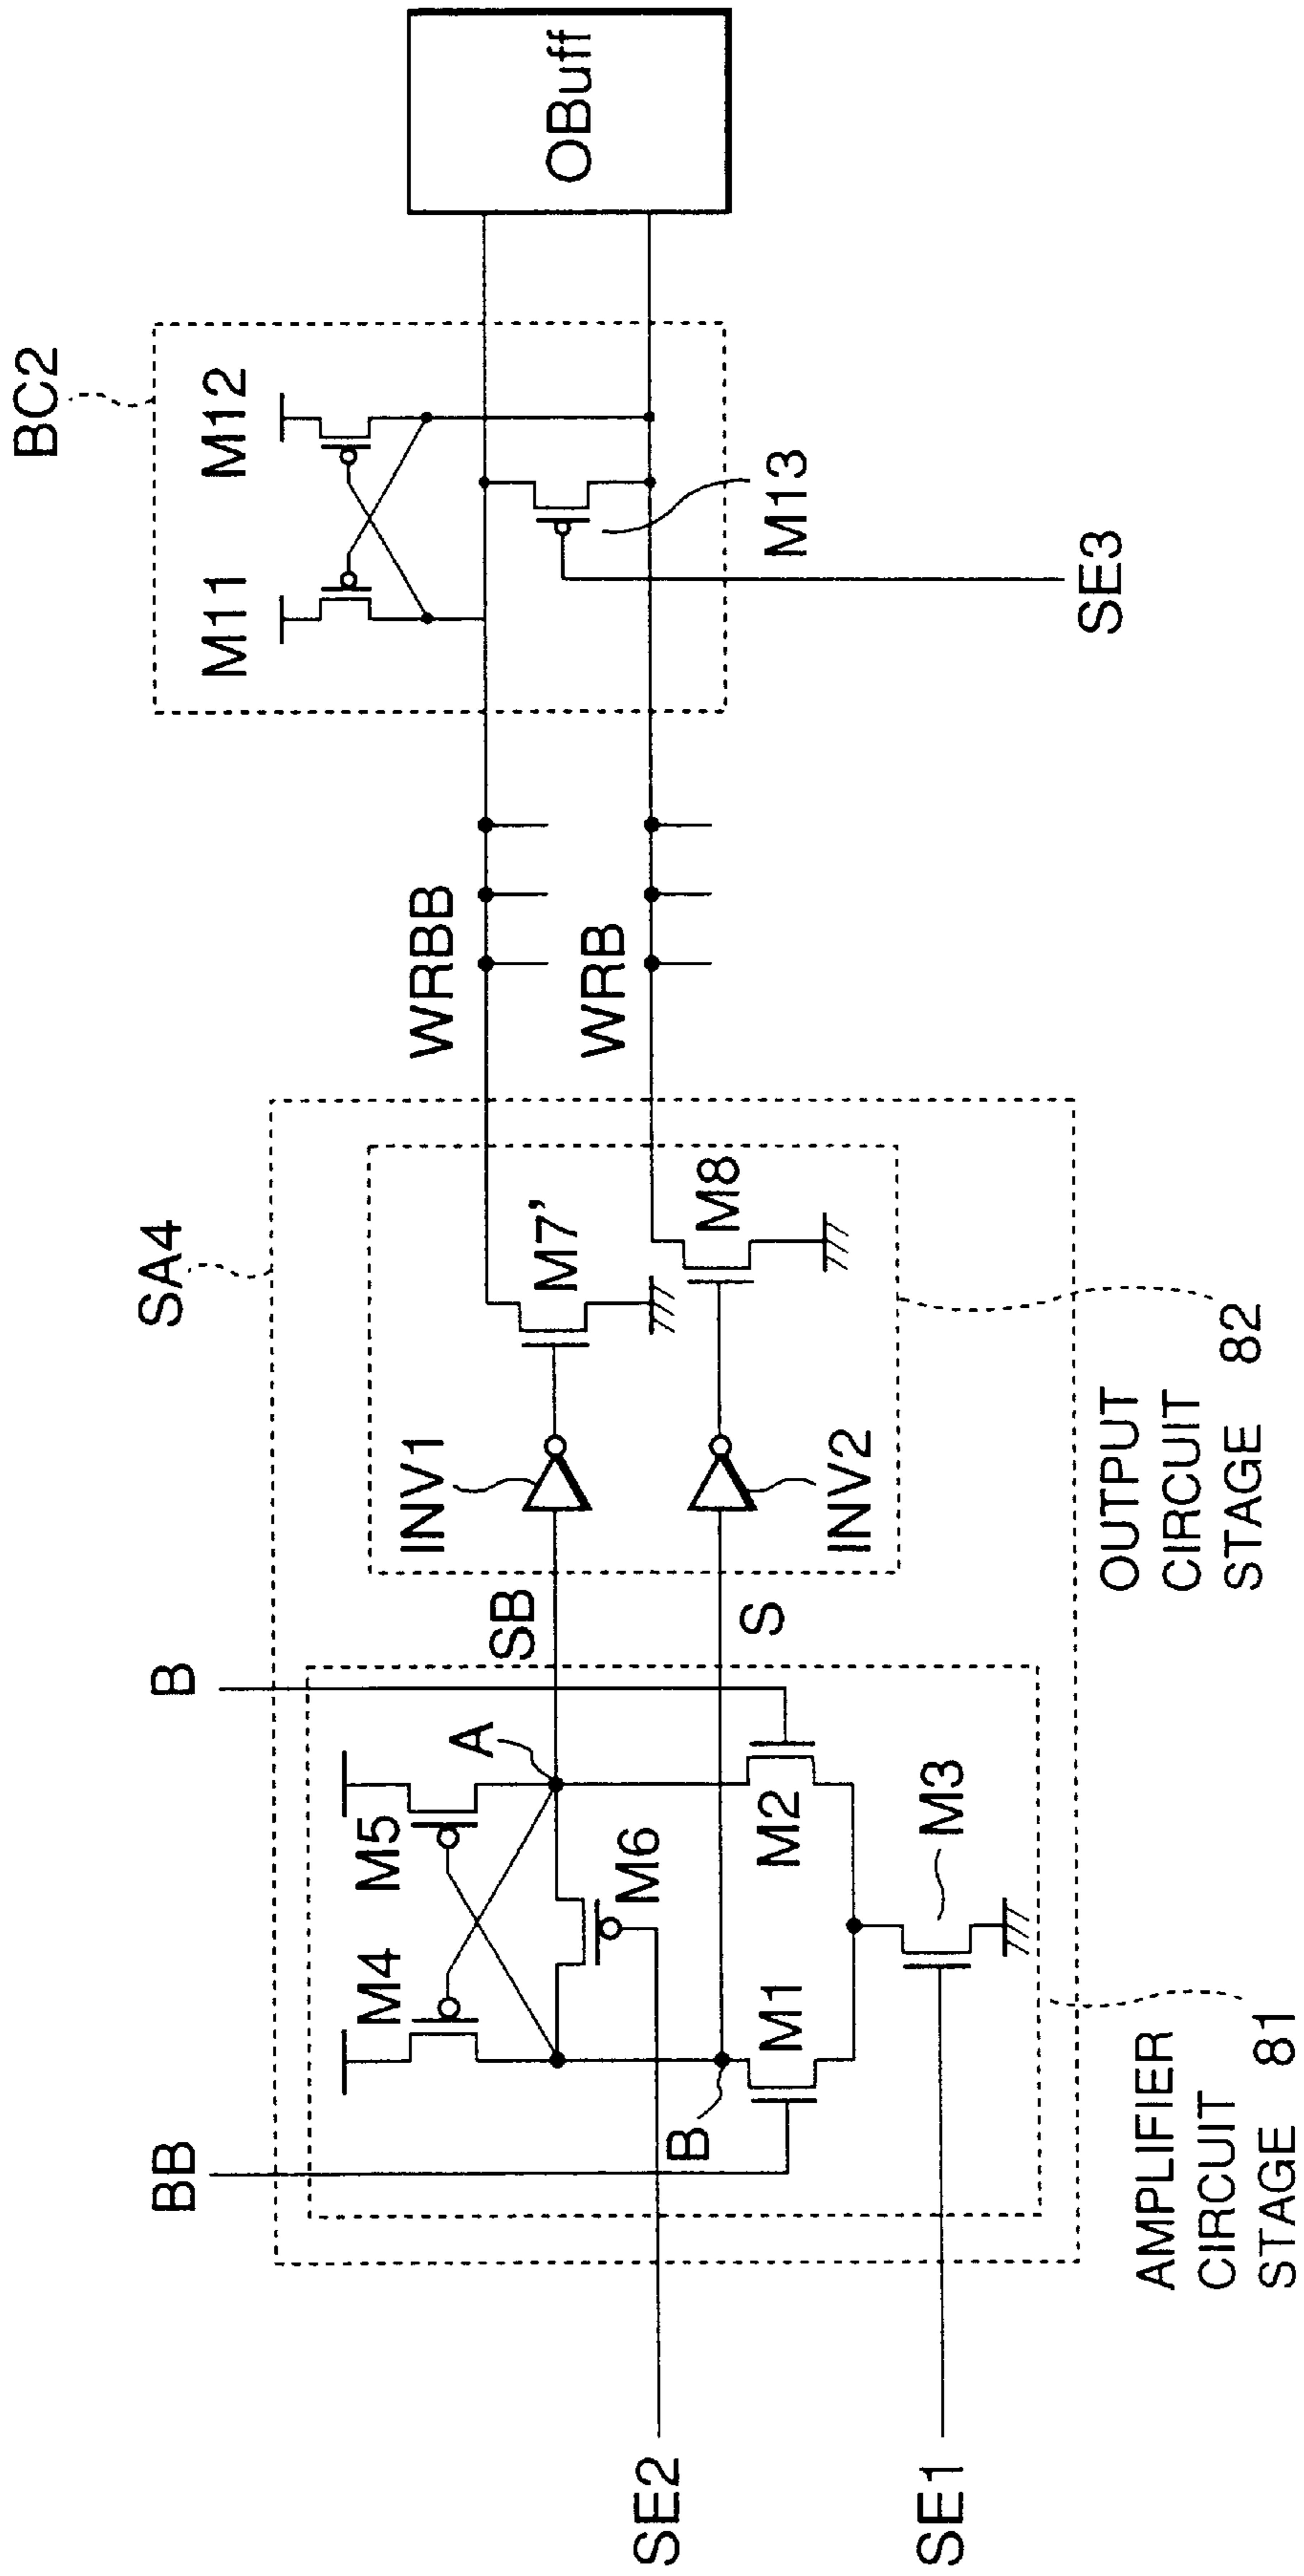 BC2
M11
M12
M13
SE3
OBuff
SA4
WRBB
WRB
INV1
INV2
M7’
M8
OUTPUT
CIRCUIT
STAGE 82
BB
B
M4
M5
A
SB
M6
B
S
M1
M2
M3
SE2
SE1
AMPLIFIER
CIRCUIT
STAGE 81